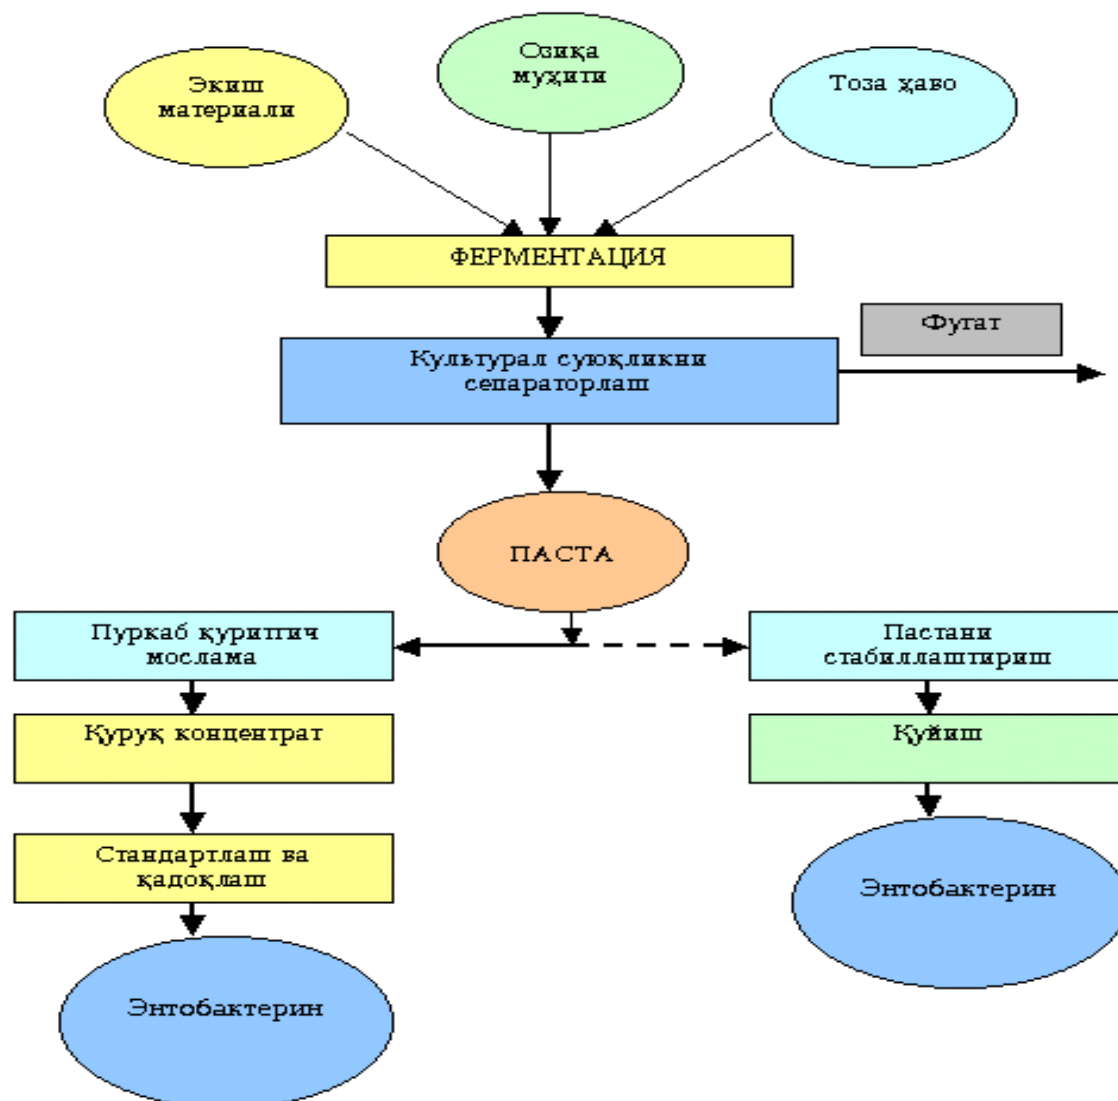 Экиш
материали
Озиқа
муҳити
Тоза ҳаво
ФЕРМЕНТАЦИЯ
Фугат
Культурал суюқликни
сепараторлаш
ПАСТА
Пуркаб қуритгич
мослама
Пастани
стабиллаштириш
Қуруқ концентрат
Қуйиш
Стандартлаш ва
қадоқлаш
Энтобактерин
Энтобактерин